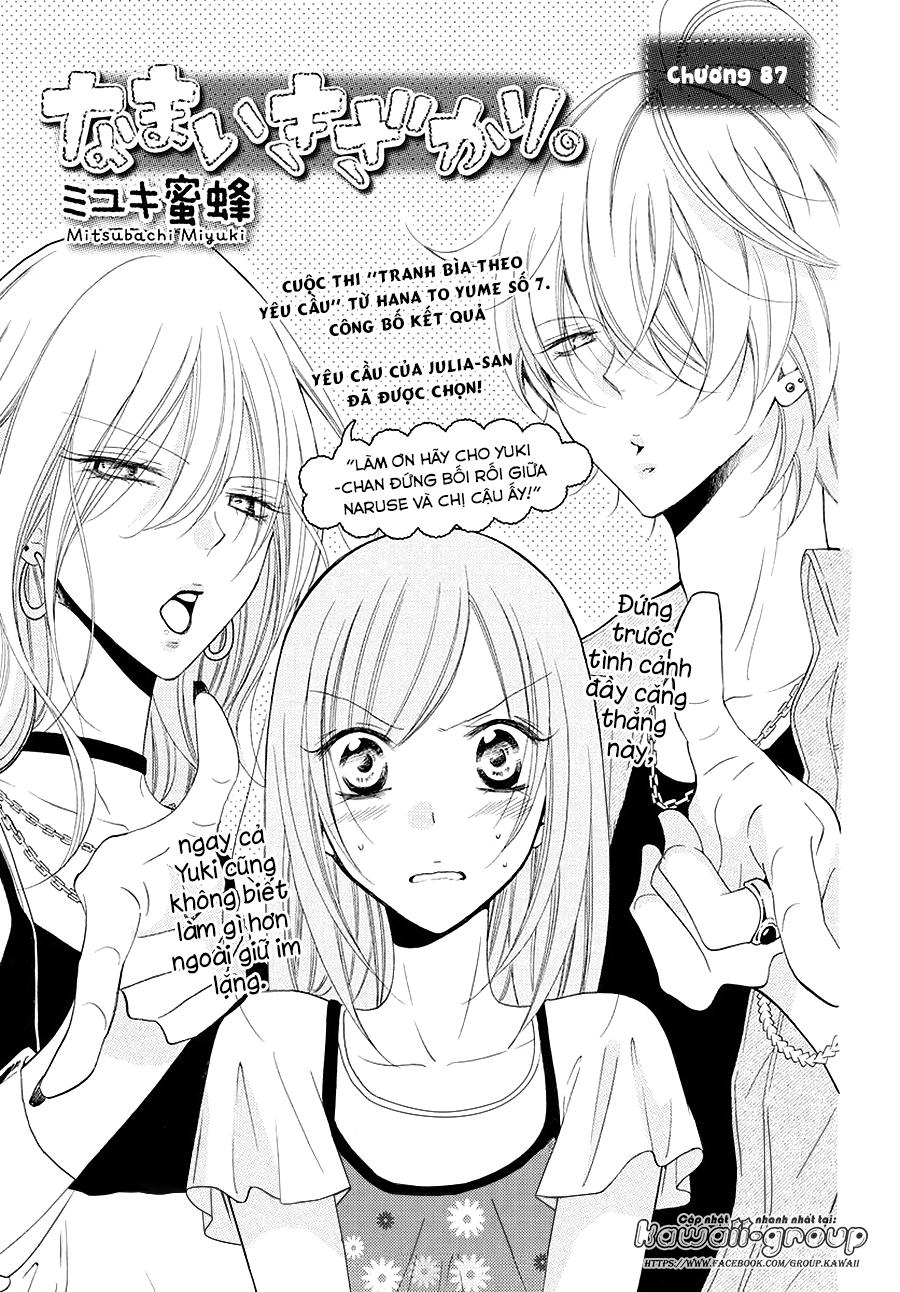 Chương 87
なまいきざかり。
ミユキ蜜蜂
Mitsubachi Miyuki
CUỘC THI "TRANH BÌA THEO
YÊU CẦU" TỪ HANA TO YUME SỐ 7.
CÔNG BỐ KẾT QUẢ
YÊU CẦU CỦA JULIA-SAN
ĐÃ ĐƯỢC CHỌN!
"LÀM ƠN HÃY CHO YUKI
-CHAN ĐỨNG BỐI RỐI GIỮA
NARUSE VÀ CHỊ CẬU ẤY!"
Đứng
trước
tình cảnh
đầy căng
thẳng
này,
ngay cả
Yuki cũng
không biết
làm gì hơn
ngoài giữ im
lặng.
Cập nhật nhanh nhất tại:
kawaii-group
HTTPS://WWW.FACEBOOK.COM/GROUP.KAWAII